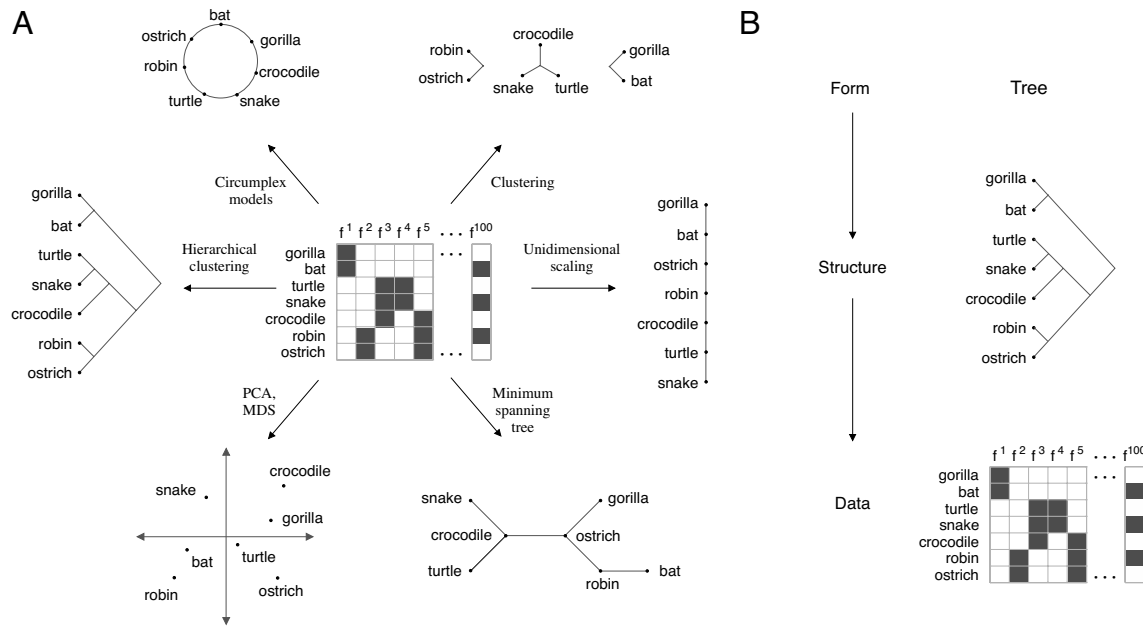 A
bat
ostrich
gorilla
robin
crocodile
turtle
snake
crocodile
robin
gorilla
ostrich
bat
snake
turtle
Circumplex
models
Clustering
gorilla
bat
turtle
snake
crocodile
robin
ostrich
Hierarchical
clustering
f1 f2 f3 f4 f5 ... f100
gorilla ...
bat
turtle
snake
crocodile
robin
ostrich ...
Unidimensional
scaling
gorilla
bat
ostrich
robin
crocodile
turtle
snake
PCA,
MDS
Minimum
spanning
tree
crocodile
snake
gorilla
turtle
bat
robin
ostrich
snake
gorilla
crocodile
ostrich
turtle
robin
bat
B
Form
Tree
gorilla
bat
turtle
snake
crocodile
robin
ostrich
Structure
Data
f1 f2 f3 f4 f5 ... f100
gorilla ...
bat
turtle
snake
crocodile
robin
ostrich ...